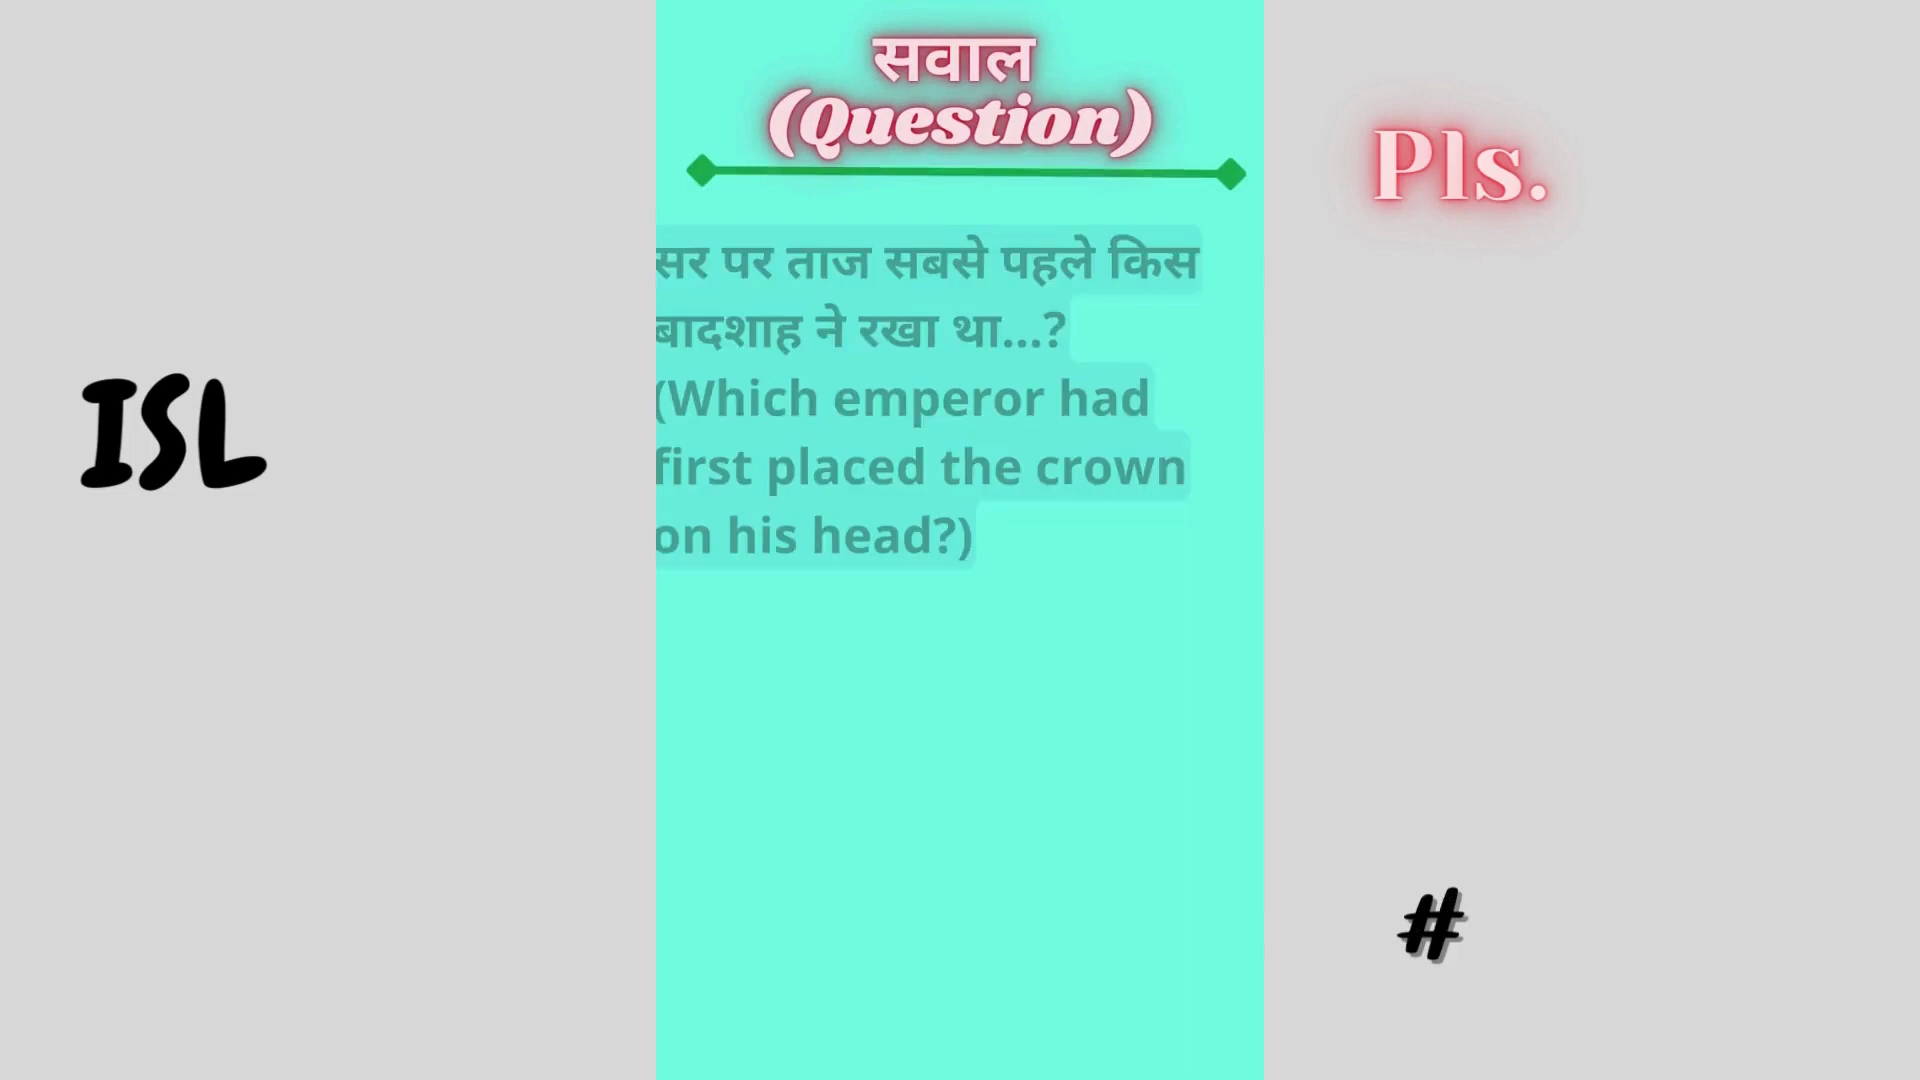 सवाल
(Question)
Pls.
सर पर ताज सबसे पहले किस
बादशाह ने रखा था...?
(Which emperor had
first placed the crown
on his head?)
ISL
#